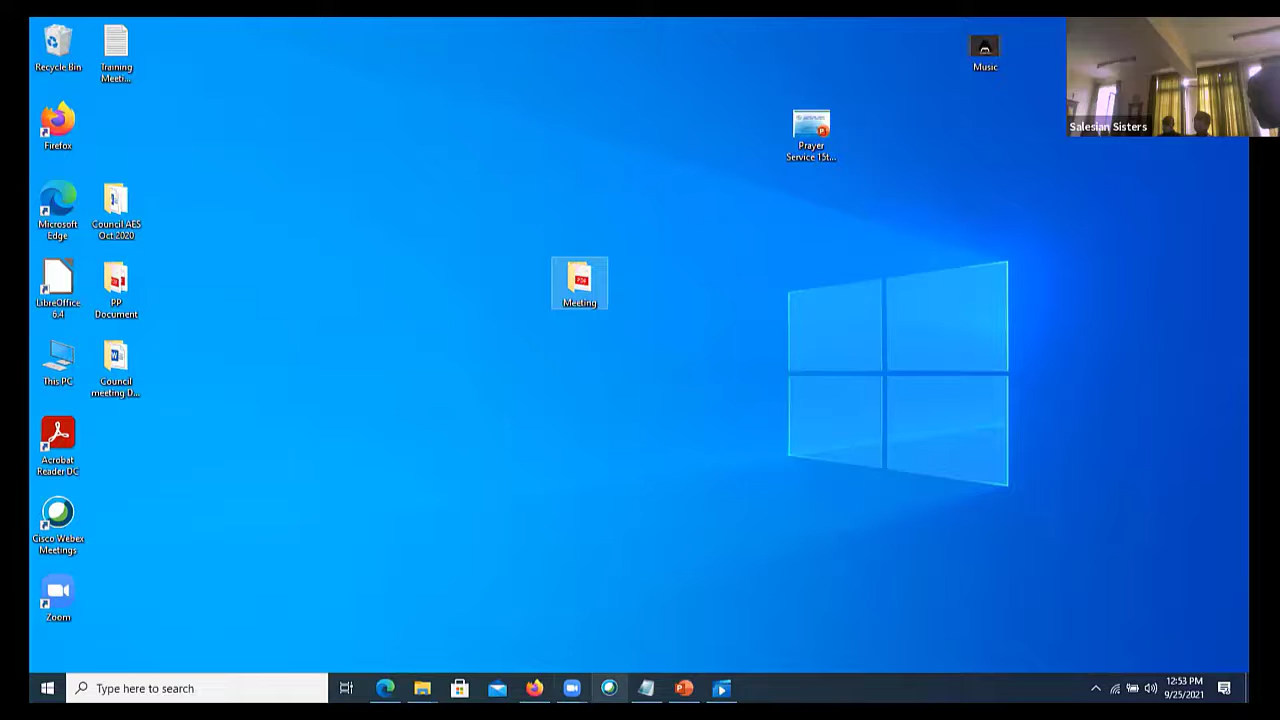 Recycle Bin
Training
Meeti...
Music
Salesian Sisters
Firefox
Prayer
Service 15t...
Microsoft
Edge
Council AES
Oct 2020
LibreOffice
6.4
PP
Document
PDF
Meeting
This PC
Council
meeting D...
Acrobat
Reader DC
Cisco Webex
Meetings
Zoom
Type here to search
12:53 PM
9/25/2021